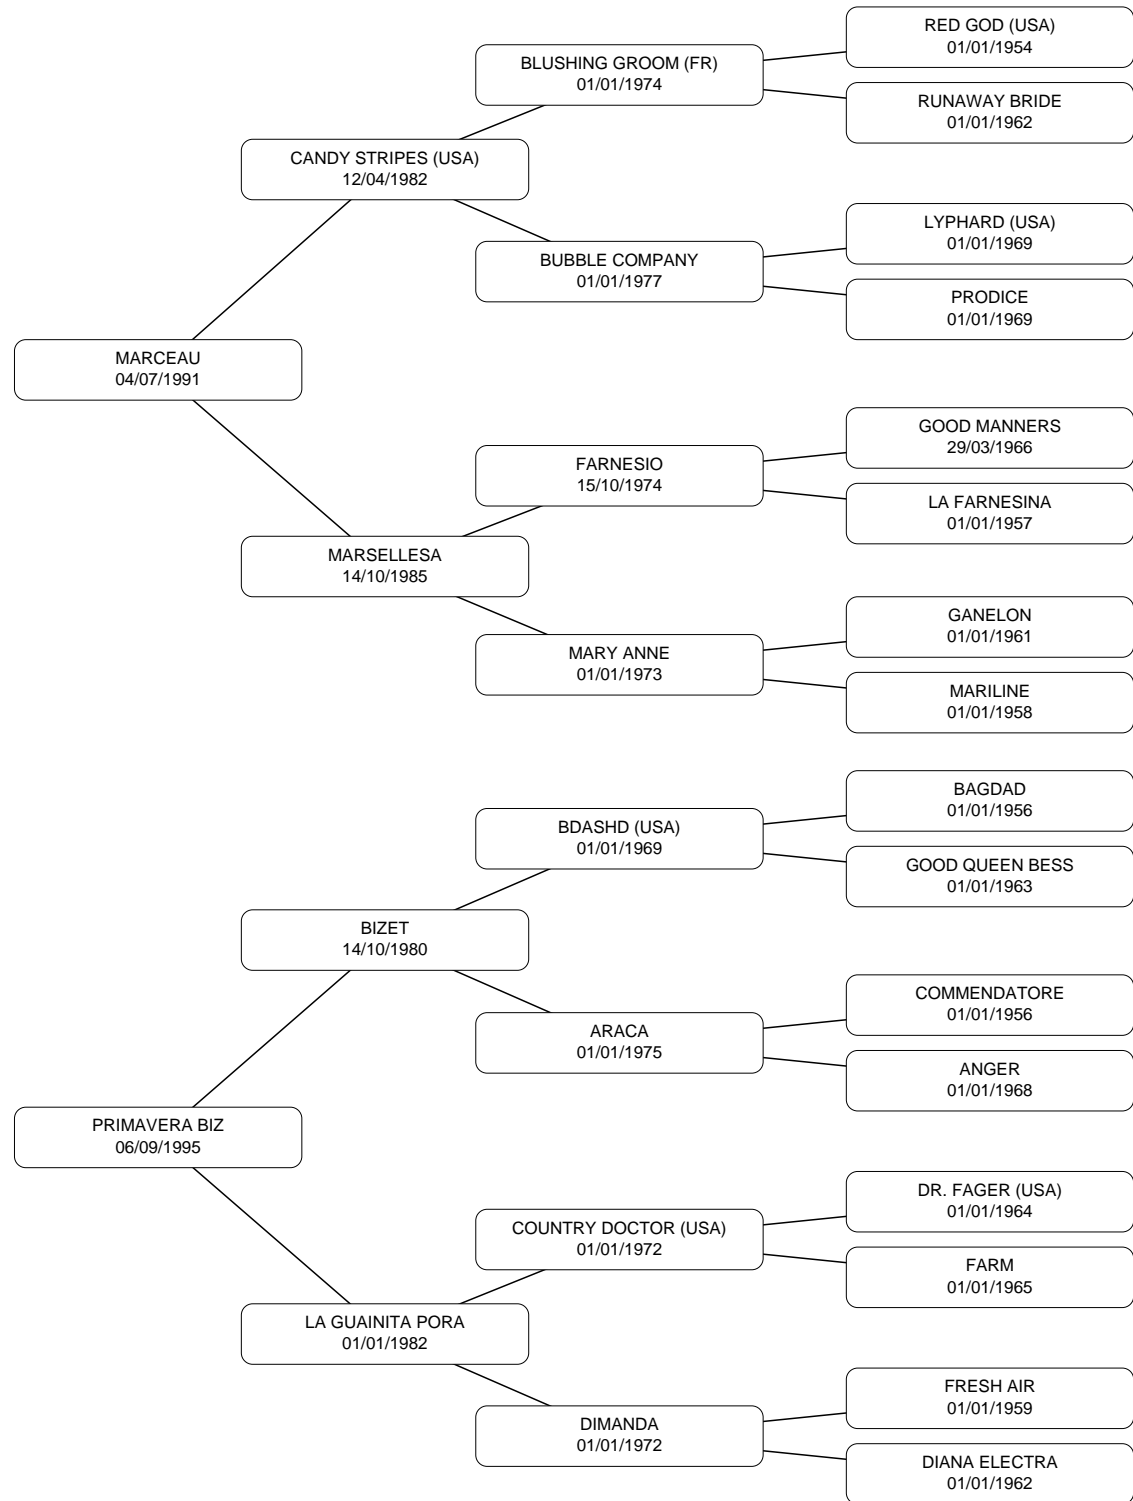 RED GOD (USA)
01/01/1954
BLUSHING GROOM (FR)
01/01/1974
RUNAWAY BRIDE
01/01/1962
CANDY STRIPES (USA)
12/04/1982
LYPHARD (USA)
01/01/1969
BUBBLE COMPANY
01/01/1977
PRODICE
01/01/1969
MARCEAU
04/07/1991
GOOD MANNERS
29/03/1966
FARNESIO
15/10/1974
LA FARNESINA
01/01/1957
MARSELLESA
14/10/1985
GANELON
01/01/1961
MARY ANNE
01/01/1973
MARILINE
01/01/1958
BAGDAD
01/01/1956
BDASHD (USA)
01/01/1969
GOOD QUEEN BESS
01/01/1963
BIZET
14/10/1980
COMMENDATORE
01/01/1956
ARACA
01/01/1975
ANGER
01/01/1968
PRIMAVERA BIZ
06/09/1995
DR. FAGER (USA)
01/01/1964
COUNTRY DOCTOR (USA)
01/01/1972
FARM
01/01/1965
LA GUAINITA PORA
01/01/1982
FRESH AIR
01/01/1959
DIMANDA
01/01/1972
DIANA ELECTRA
01/01/1962